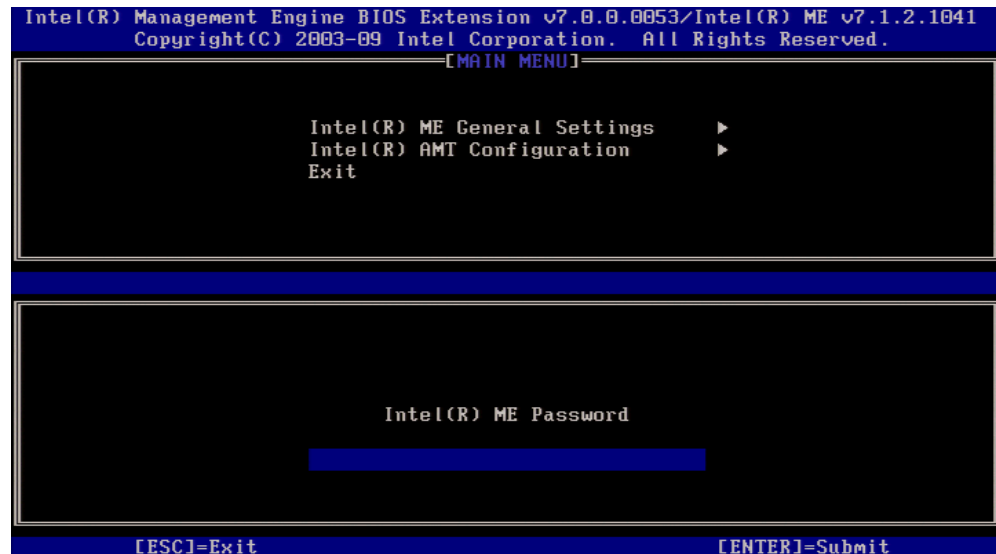 Intel(R) Management Engine BIOS Extension v7.0.0.0053/Intel(R) ME v7.1.2.1041
Copyright(C) 2003-09 Intel Corporation. All Rights Reserved.
[MAIN MENU]
Intel(R) ME General Settings ►
Intel(R) AMT Configuration ►
Exit
Intel(R) ME Password
[ESC]=Exit [ENTER]=Submit